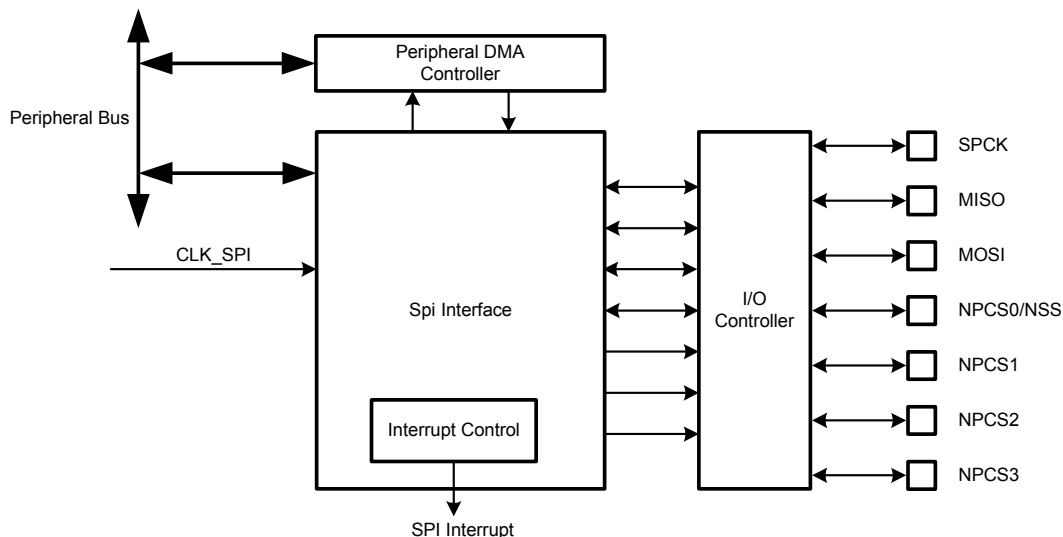 Peripheral DMA
Controller
Peripheral Bus
SPCK
MISO
CLK_SPI
MOSI
Spi Interface
I/O
Controller
NPCS0/NSS
NPCS1
Interrupt Control
NPCS2
NPCS3
SPI Interrupt